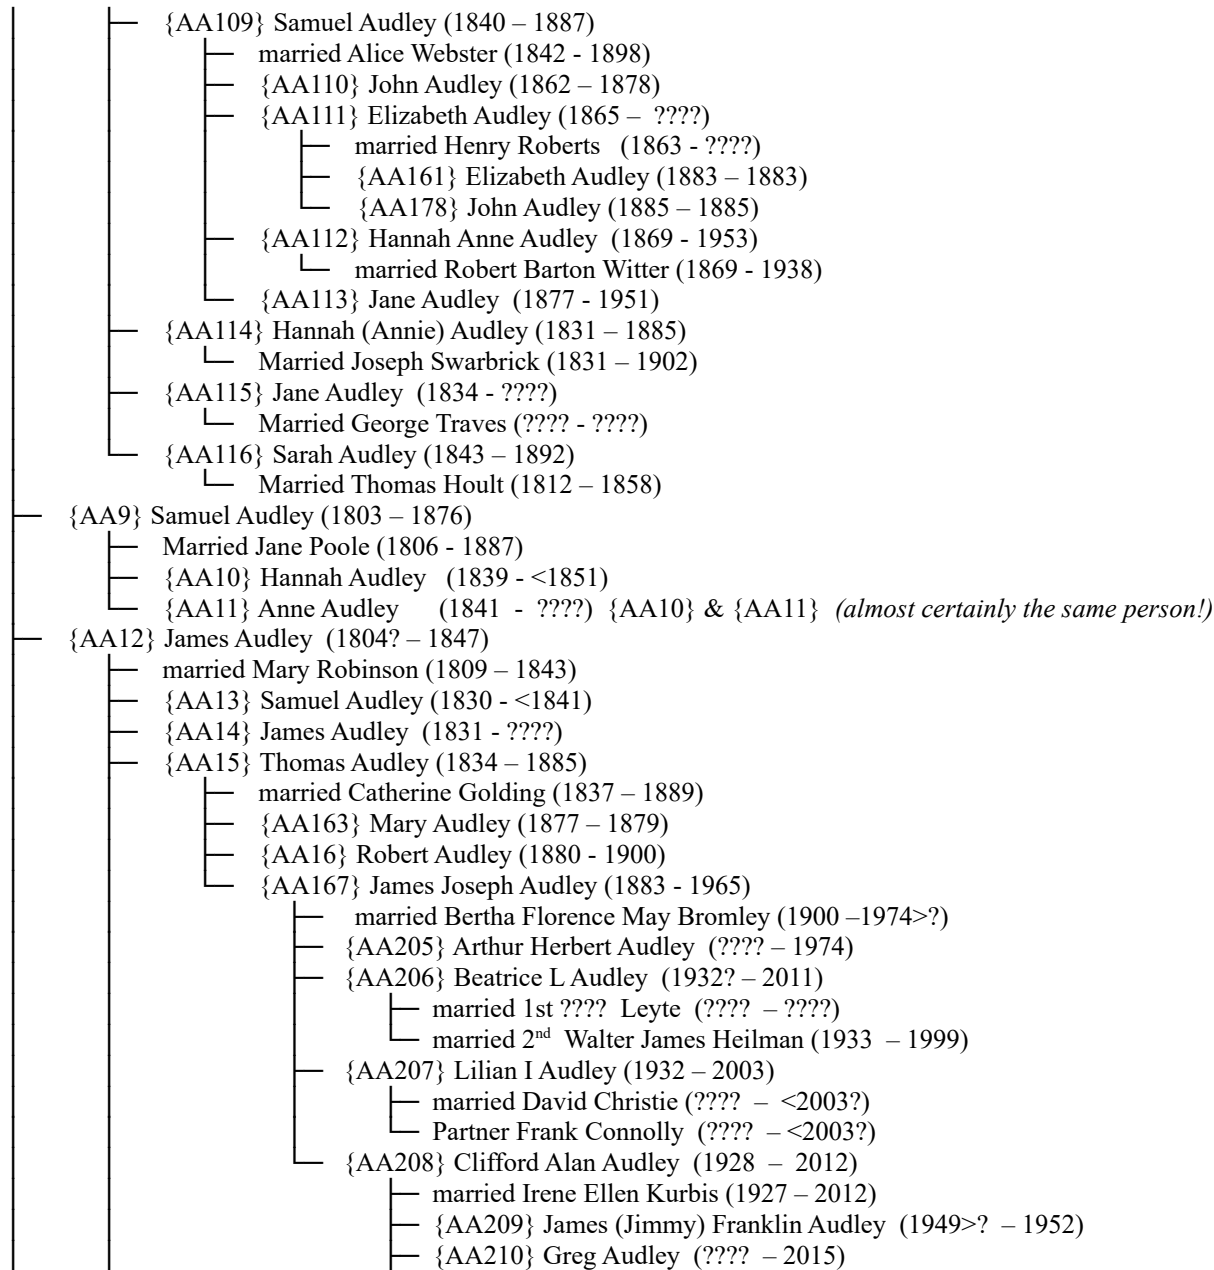 {AA109} Samuel Audley (1840 – 1887)
married Alice Webster (1842 - 1898)
{AA110} John Audley (1862 – 1878)
{AA111} Elizabeth Audley (1865 – ????)
married Henry Roberts (1863 - ????)
{AA161} Elizabeth Audley (1883 – 1883)
{AA178} John Audley (1885 – 1885)
{AA112} Hannah Anne Audley (1869 - 1953)
married Robert Barton Witter (1869 - 1938)
{AA113} Jane Audley (1877 - 1951)
{AA114} Hannah (Annie) Audley (1831 – 1885)
Married Joseph Swarbrick (1831 – 1902)
{AA115} Jane Audley (1834 - ????)
Married George Traves (???? - ????)
{AA116} Sarah Audley (1843 – 1892)
Married Thomas Hoult (1812 – 1858)
{AA9} Samuel Audley (1803 – 1876)
Married Jane Poole (1806 - 1887)
{AA10} Hannah Audley (1839 - <1851)
{AA11} Anne Audley (1841 - ????) {AA10} & {AA11} (almost certainly the same person!)
{AA12} James Audley (1804? – 1847)
married Mary Robinson (1809 – 1843)
{AA13} Samuel Audley (1830 - <1841)
{AA14} James Audley (1831 - ????)
{AA15} Thomas Audley (1834 – 1885)
married Catherine Golding (1837 – 1889)
{AA163} Mary Audley (1877 – 1879)
{AA16} Robert Audley (1880 - 1900)
{AA167} James Joseph Audley (1883 - 1965)
married Bertha Florence May Bromley (1900 –1974>?)
{AA205} Arthur Herbert Audley (???? – 1974)
{AA206} Beatrice L Audley (1932? – 2011)
married 1st ???? Leyte (???? – ????)
married 2nd Walter James Heilman (1933 – 1999)
{AA207} Lilian I Audley (1932 – 2003)
married David Christie (???? – <2003?)
Partner Frank Connolly (???? – <2003?)
{AA208} Clifford Alan Audley (1928 – 2012)
married Irene Ellen Kurbis (1927 – 2012)
{AA209} James (Jimmy) Franklin Audley (1949>? – 1952)
{AA210} Greg Audley (???? – 2015)